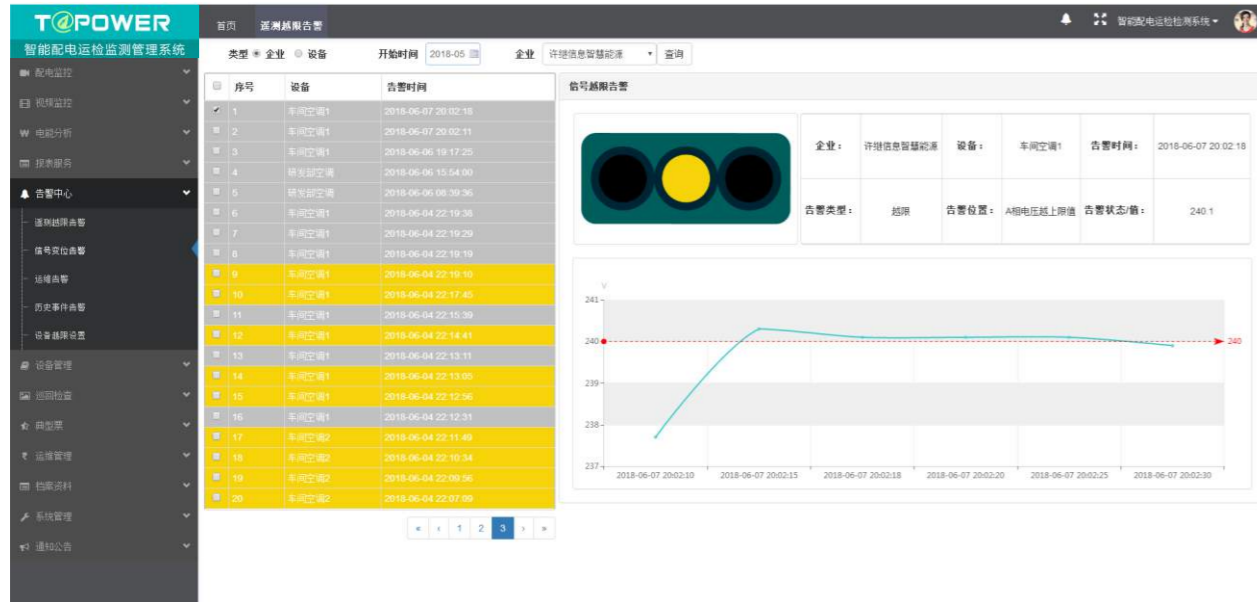 T@POWER
智能配电运检监测管理系统
首页 遥测越限告警
智能配电运检检测系统
类型 企业 设备 开始时间 2018-05 企业 许继信息智慧能源 查询
配电监控
视频监控
电能分析
报表服务
告警中心
遥测越限告警
信号变位告警
运维告警
历史事件告警
设备越限设置
设备管理
巡回检查
典型票
运维管理
档案资料
系统管理
通知公告
序号 设备 告警时间
1 车间空调1 2018-06-07 20:02:18
2 车间空调1 2018-06-07 20:02:11
3 车间空调1 2018-06-06 19:17:25
4 研发部空调 2018-06-06 15:54:00
5 研发部空调 2018-06-06 08:39:36
6 车间空调1 2018-06-04 22:19:38
7 车间空调1 2018-06-04 22:19:29
8 车间空调1 2018-06-04 22:19:19
9 车间空调1 2018-06-04 22:19:10
10 车间空调1 2018-06-04 22:17:45
11 车间空调1 2018-06-04 22:15:39
12 车间空调1 2018-06-04 22:14:41
13 车间空调1 2018-06-04 22:13:11
14 车间空调1 2018-06-04 22:13:05
15 车间空调1 2018-06-04 22:12:56
16 车间空调1 2018-06-04 22:12:31
17 车间空调2 2018-06-04 22:11:49
18 车间空调2 2018-06-04 22:10:34
19 车间空调2 2018-06-04 22:09:56
20 车间空调2 2018-06-04 22:07:09
« ‹ 1 2 3 › »
信号越限告警
企业： 许继信息智慧能源 设备： 车间空调1 告警时间： 2018-06-07 20:02:18
告警类型： 越限 告警位置： A相电压越上限值 告警状态/值： 240.1
V
241
240 240
239
238
237
2018-06-07 20:02:10 2018-06-07 20:02:15 2018-06-07 20:02:18 2018-06-07 20:02:20 2018-06-07 20:02:25 2018-06-07 20:02:30